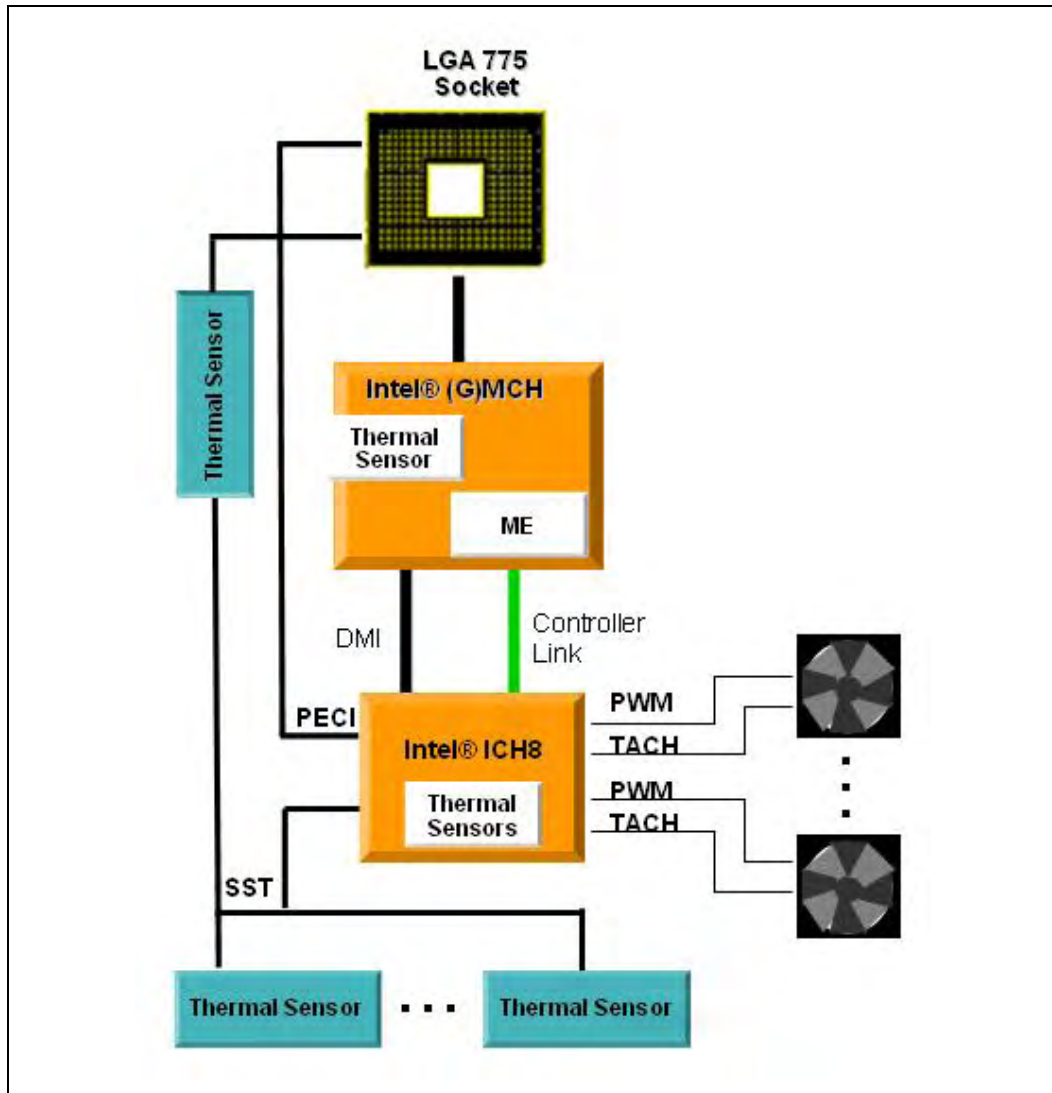 LGA 775
Socket
Thermal Sensor
Intel® (G)MCH
Thermal
Sensor
ME
DMI
Controller
Link
PECI
Intel® ICH8
Thermal
Sensors
PWM
TACH
PWM
TACH
SST
Thermal Sensor
Thermal Sensor